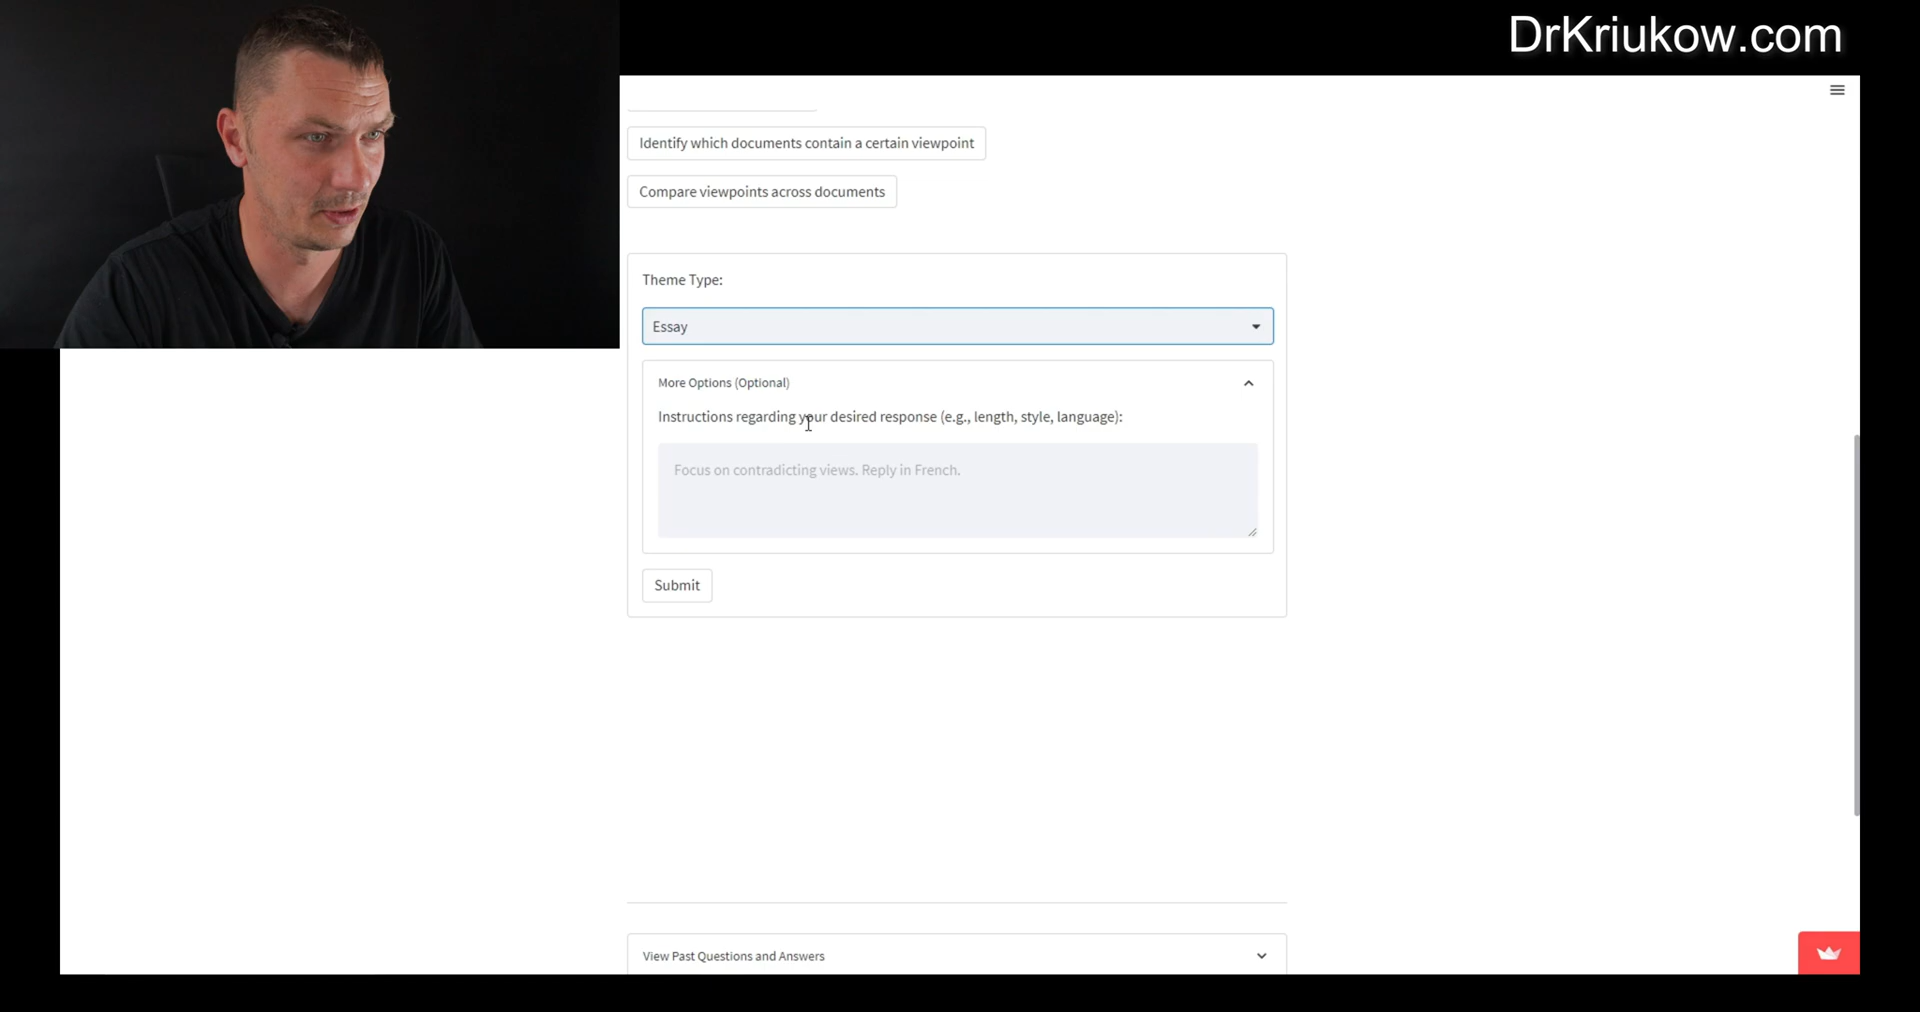 DrKriukow.com
Identify which documents contain a certain viewpoint
Compare viewpoints across documents
Theme Type:
Essay
More Options (Optional)
Instructions regarding your desired response (e.g., length, style, language):
Focus on contradicting views. Reply in French.
Submit
View Past Questions and Answers